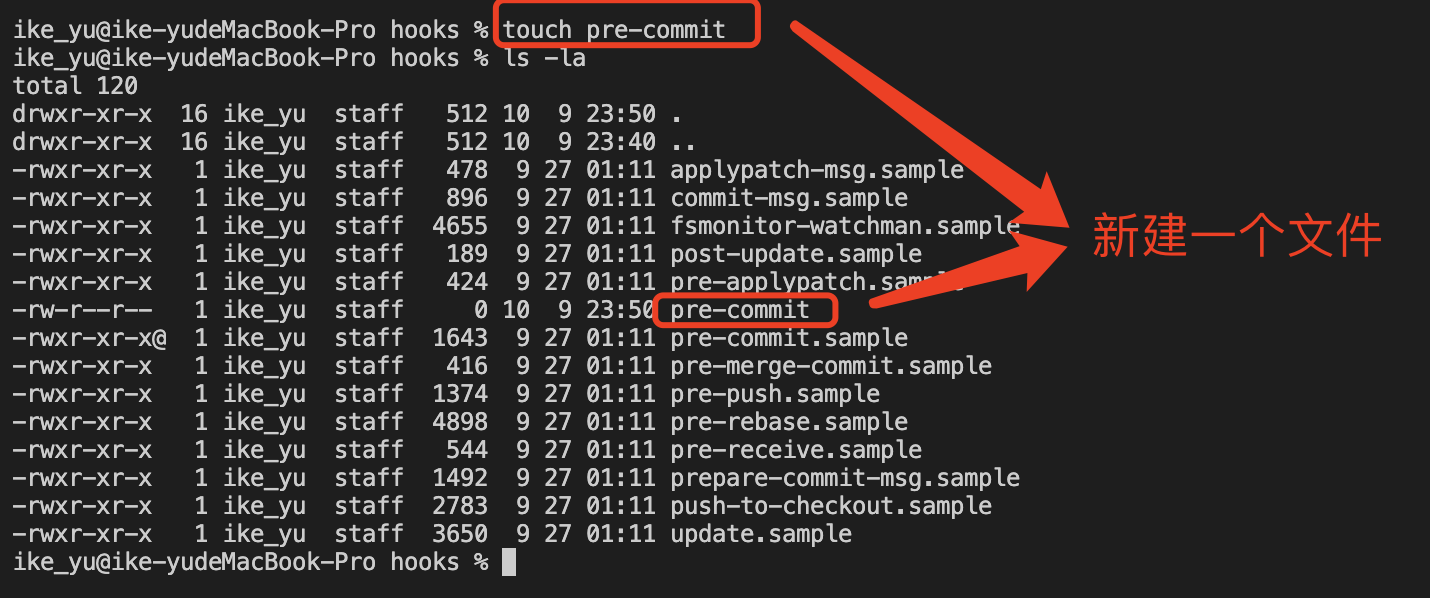 ike_yu@ike-yudeMacBook-Pro hooks % touch pre-commit
ike_yu@ike-yudeMacBook-Pro hooks % ls -la
total 120
drwxr-xr-x  16 ike_yu  staff   512 10  9 23:50 .
drwxr-xr-x  16 ike_yu  staff   512 10  9 23:40 ..
-rwxr-xr-x   1 ike_yu  staff   478  9 27 01:11 applypatch-msg.sample
-rwxr-xr-x   1 ike_yu  staff   896  9 27 01:11 commit-msg.sample
-rwxr-xr-x   1 ike_yu  staff  4655  9 27 01:11 fsmonitor-watchman.sample
新建一个文件
-rwxr-xr-x   1 ike_yu  staff   189  9 27 01:11 post-update.sample
-rwxr-xr-x   1 ike_yu  staff   424  9 27 01:11 pre-applypatch.sample
-rw-r--r--   1 ike_yu  staff     0 10  9 23:50 pre-commit
-rwxr-xr-x@  1 ike_yu  staff  1643  9 27 01:11 pre-commit.sample
-rwxr-xr-x   1 ike_yu  staff   416  9 27 01:11 pre-merge-commit.sample
-rwxr-xr-x   1 ike_yu  staff  1374  9 27 01:11 pre-push.sample
-rwxr-xr-x   1 ike_yu  staff  4898  9 27 01:11 pre-rebase.sample
-rwxr-xr-x   1 ike_yu  staff   544  9 27 01:11 pre-receive.sample
-rwxr-xr-x   1 ike_yu  staff  1492  9 27 01:11 prepare-commit-msg.sample
-rwxr-xr-x   1 ike_yu  staff  2783  9 27 01:11 push-to-checkout.sample
-rwxr-xr-x   1 ike_yu  staff  3650  9 27 01:11 update.sample
ike_yu@ike-yudeMacBook-Pro hooks %